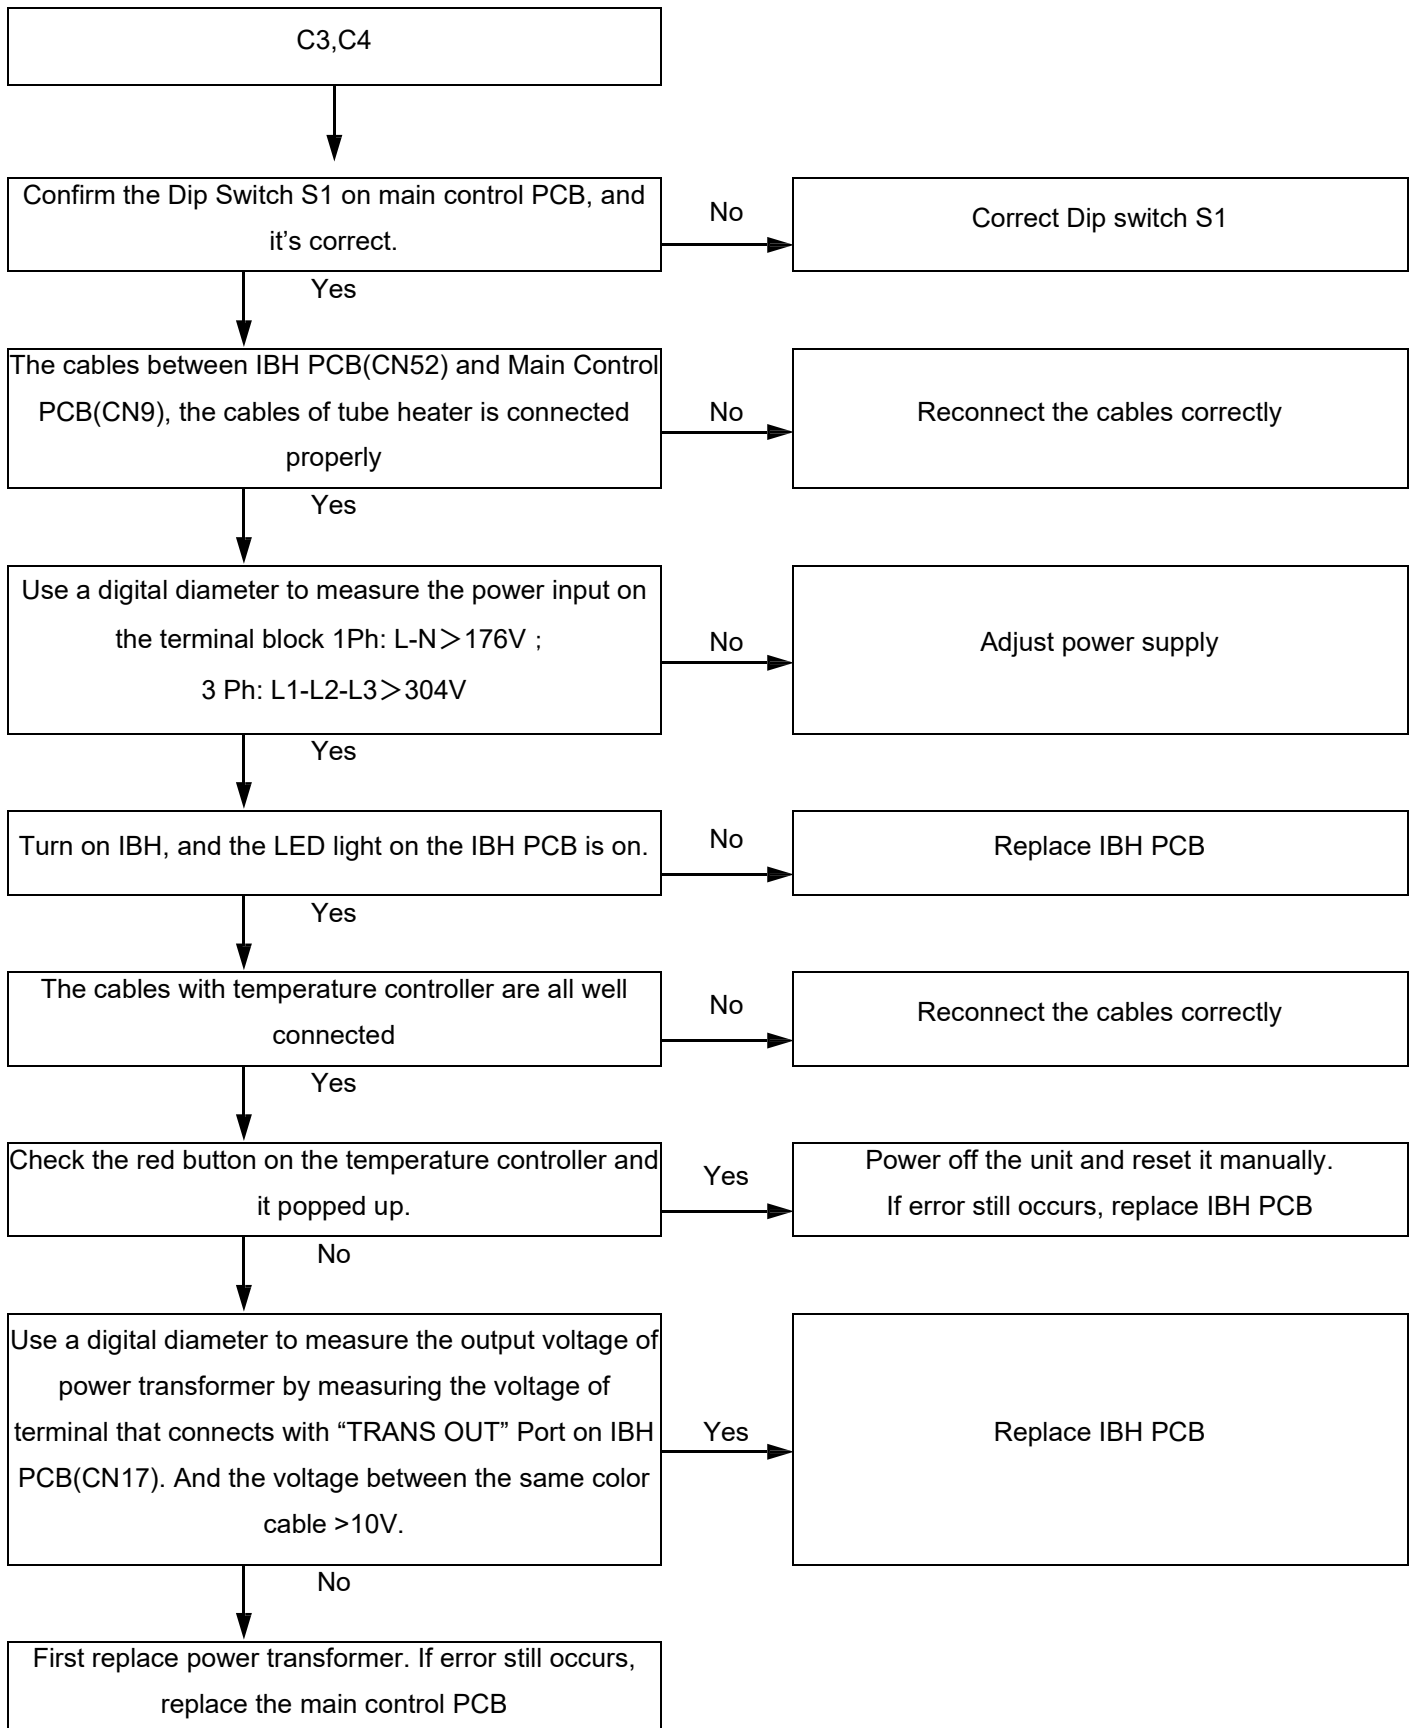 C3,C4
Confirm the Dip Switch S1 on main control PCB, and
it’s correct.
No
Correct Dip switch S1
Yes
The cables between IBH PCB(CN52) and Main Control
PCB(CN9), the cables of tube heater is connected
properly
No
Reconnect the cables correctly
Yes
Use a digital diameter to measure the power input on
the terminal block 1Ph: L-N＞176V；
3 Ph: L1-L2-L3＞304V
No
Adjust power supply
Yes
Turn on IBH, and the LED light on the IBH PCB is on.
No
Replace IBH PCB
Yes
The cables with temperature controller are all well
connected
No
Reconnect the cables correctly
Yes
Check the red button on the temperature controller and
it popped up.
Yes
Power off the unit and reset it manually.
If error still occurs, replace IBH PCB
No
Use a digital diameter to measure the output voltage of
power transformer by measuring the voltage of
terminal that connects with “TRANS OUT” Port on IBH
PCB(CN17). And the voltage between the same color
cable >10V.
Yes
Replace IBH PCB
No
First replace power transformer. If error still occurs,
replace the main control PCB